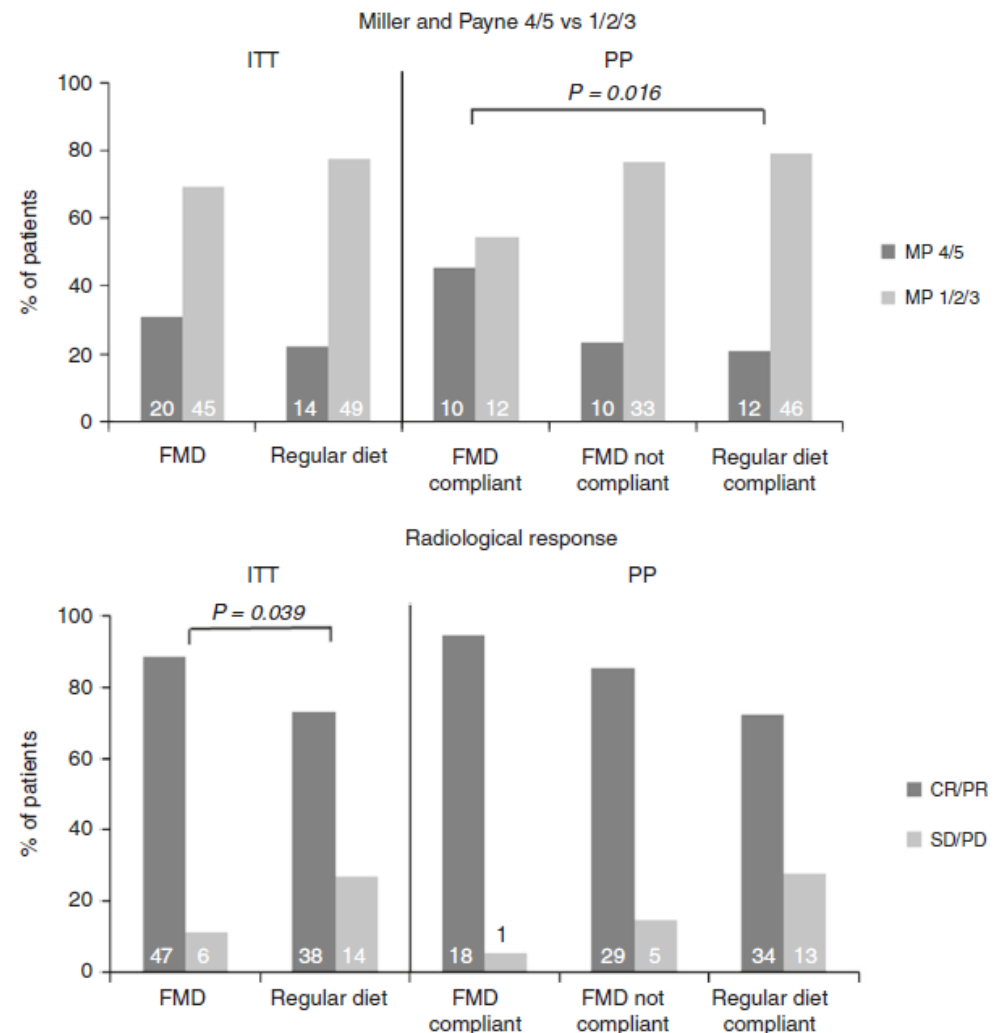 Miller and Payne 4/5 vs 1/2/3
ITT PP
P = 0.016
100
80
60
40
20
0
% of patients
20 45 14 49 10 12 10 33 12 46
FMD Regular diet FMD compliant FMD not compliant Regular diet compliant
MP 4/5
MP 1/2/3
Radiological response
ITT PP
P = 0.039
100
80
60
40
20
0
% of patients
47 6 38 14 18 1 29 5 34 13
FMD Regular diet FMD compliant FMD not compliant Regular diet compliant
CR/PR
SD/PD